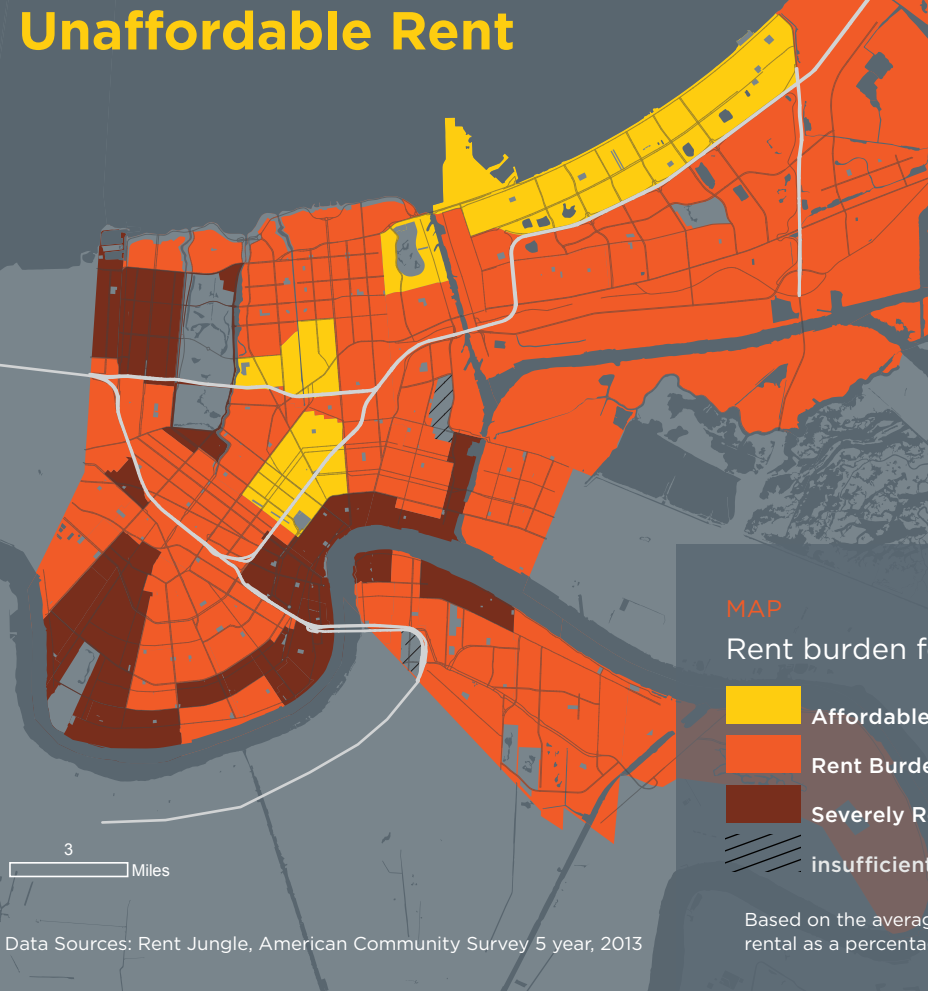 Unaffordable Rent
MAP
Rent burden f
Affordable
Rent Burde
Severely R
insufficient
3
Miles
Based on the averag
rental as a percenta
Data Sources: Rent Jungle, American Community Survey 5 year, 2013